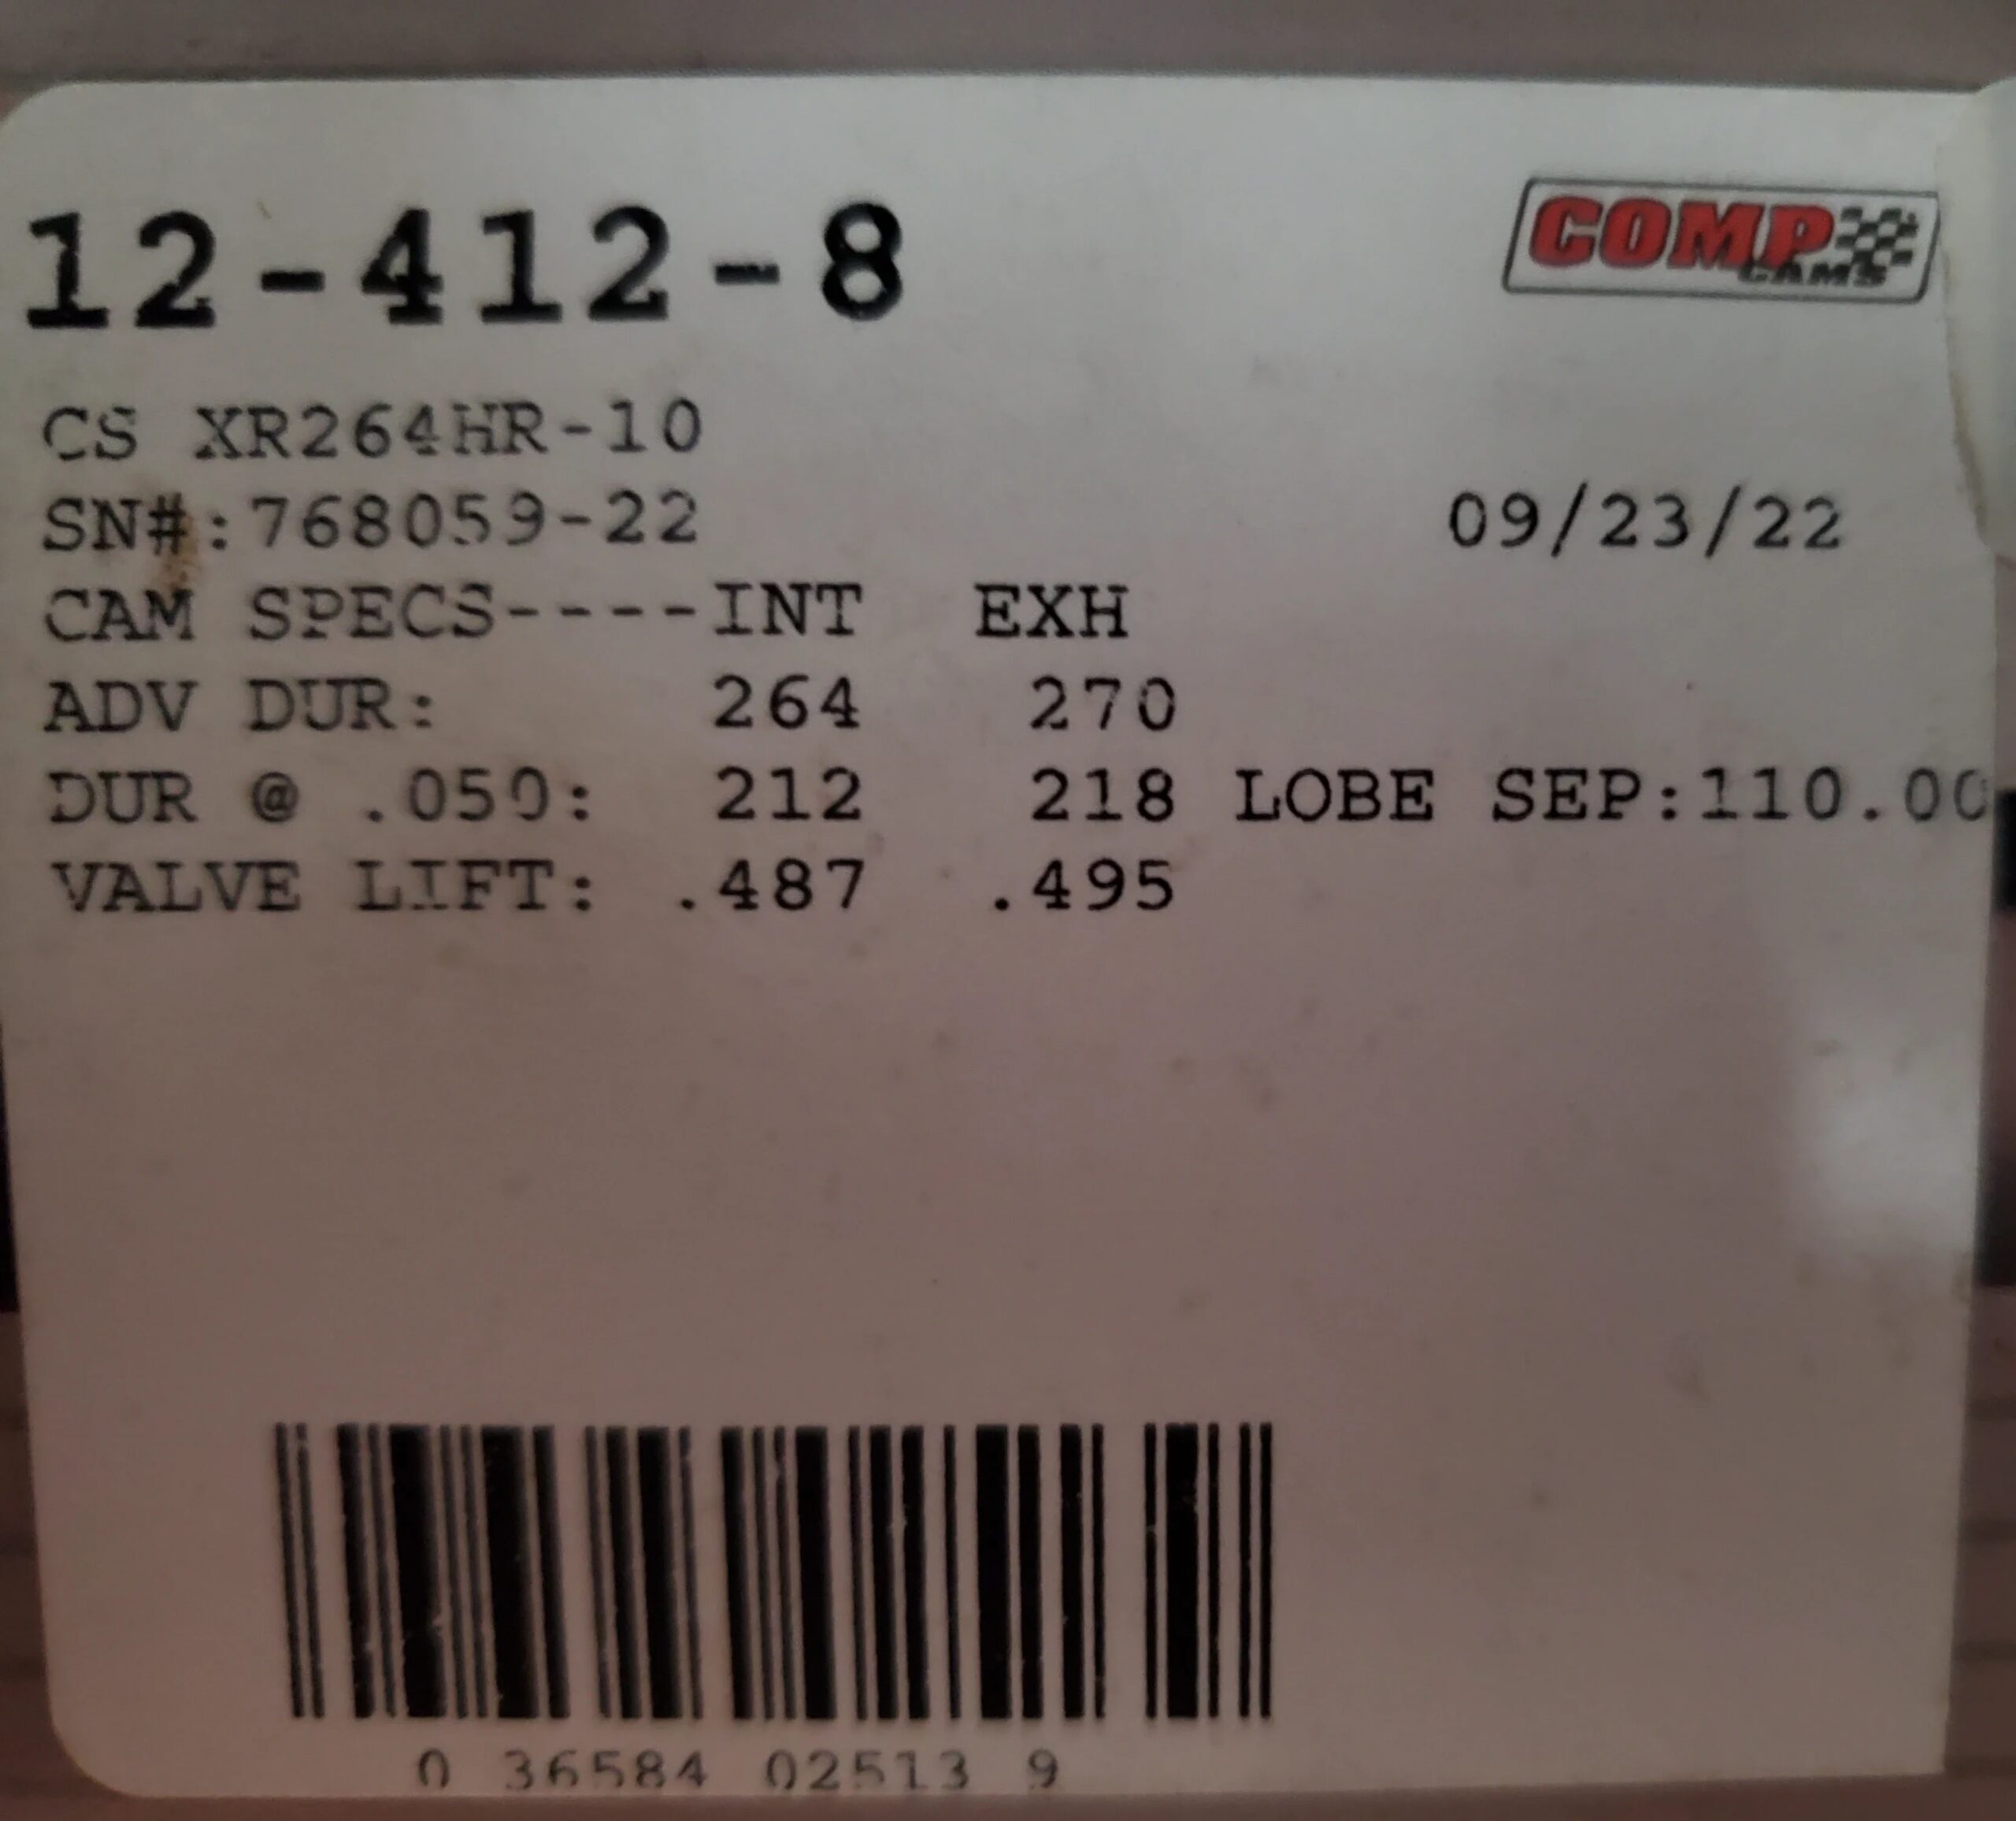 12-412-8
COMP CAMS
CS XR264HR-10
SN#:768059-22 09/23/22
CAM SPECS----INT EXH
ADV DUR: 264 270
DUR @ .050: 212 218 LOBE SEP:110.00
VALVE LIFT: .487 .495
0 36584 02513 9